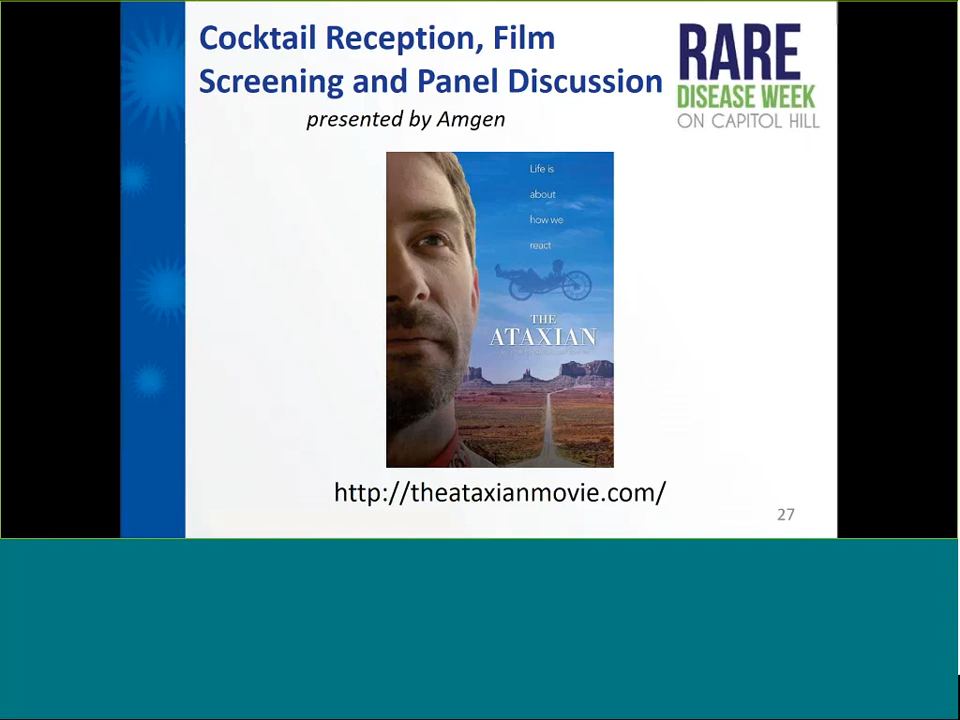 Cocktail Reception, Film
Screening and Panel Discussion
presented by Amgen
RARE
DISEASE WEEK
ON CAPITOL HILL
Life is
about
how we
react
THE
ATAXIAN
http://theataxianmovie.com/
27